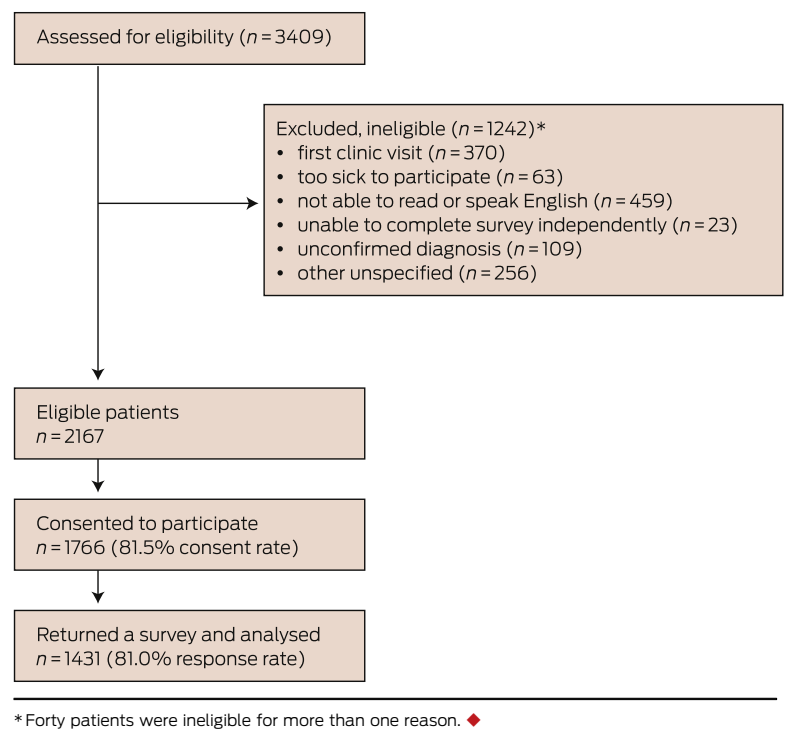 Assessed for eligibility (n = 3409)
Excluded, ineligible (n = 1242)*
• first clinic visit (n = 370)
• too sick to participate (n = 63)
• not able to read or speak English (n = 459)
• unable to complete survey independently (n = 23)
• unconfirmed diagnosis (n = 109)
• other unspecified (n = 256)
Eligible patients
n = 2167
Consented to participate
n = 1766 (81.5% consent rate)
Returned a survey and analysed
n = 1431 (81.0% response rate)
* Forty patients were ineligible for more than one reason. ◆